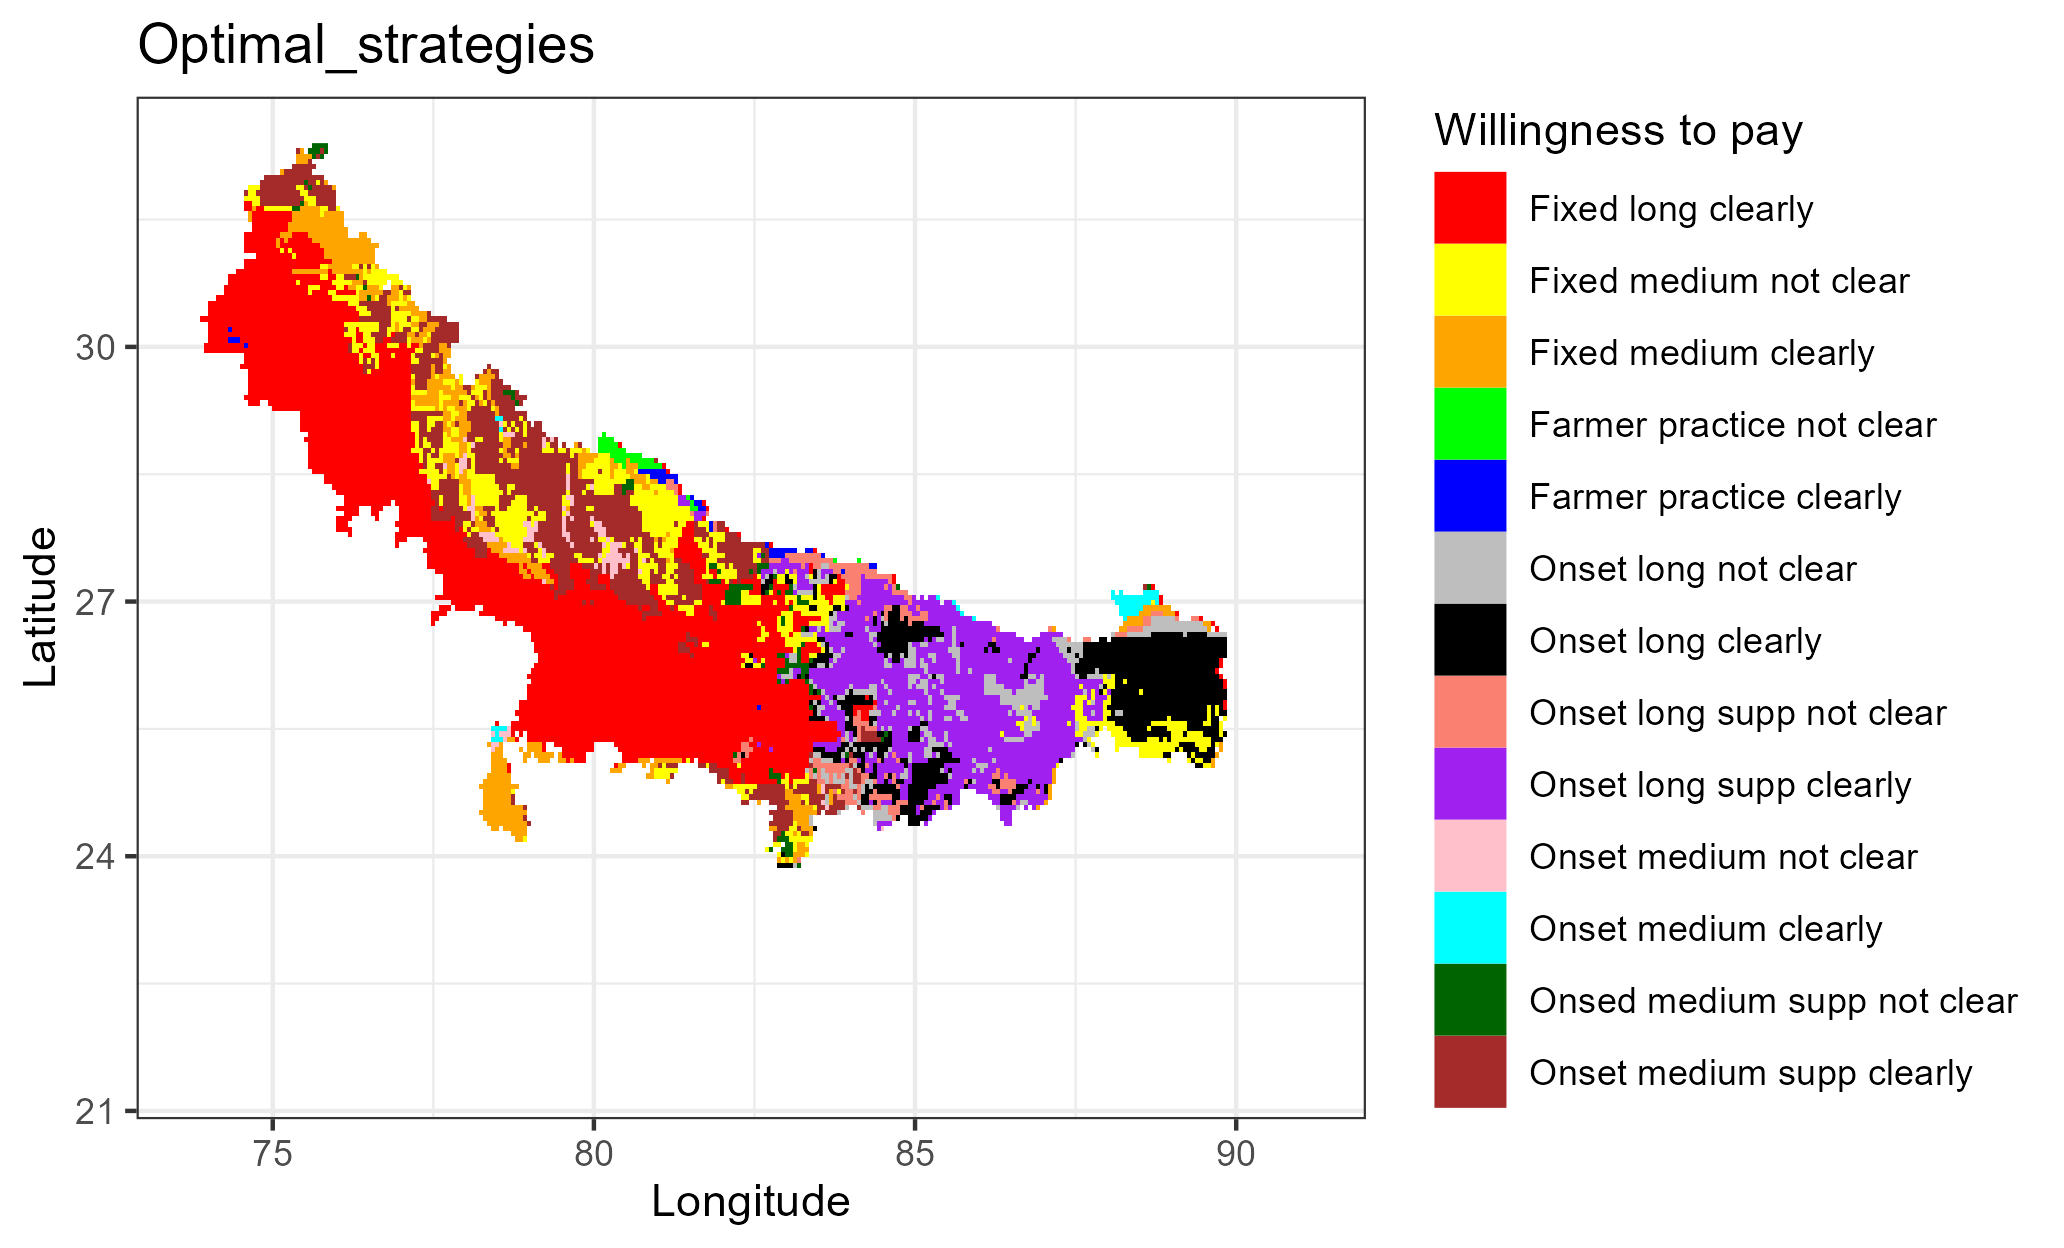 Optimal_strategies
Willingness to pay
Fixed long clearly
Fixed medium not clear
Fixed medium clearly
Farmer practice not clear
Farmer practice clearly
Onset long not clear
Onset long clearly
Onset long supp not clear
Onset long supp clearly
Onset medium not clear
Onset medium clearly
Onsed medium supp not clear
Onset medium supp clearly
Latitude
30
27
24
21
75 80 85 90
Longitude